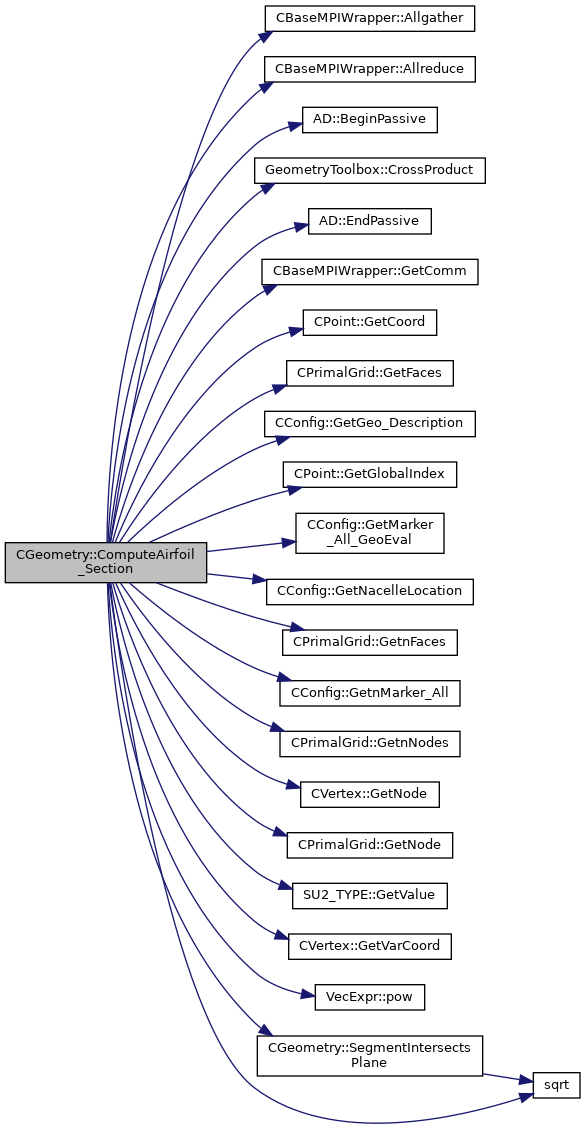 CBaseMPIWrapper::Allgather
CBaseMPIWrapper::Allreduce
AD::BeginPassive
GeometryToolbox::CrossProduct
AD::EndPassive
CBaseMPIWrapper::GetComm
CPoint::GetCoord
CPrimalGrid::GetFaces
CConfig::GetGeo_Description
CPoint::GetGlobalIndex
CConfig::GetMarker
_All_GeoEval
CGeometry::ComputeAirfoil
_Section
CConfig::GetNacelleLocation
CPrimalGrid::GetnFaces
CConfig::GetnMarker_All
CPrimalGrid::GetnNodes
CVertex::GetNode
CPrimalGrid::GetNode
SU2_TYPE::GetValue
CVertex::GetVarCoord
VecExpr::pow
CGeometry::SegmentIntersects
Plane
sqrt